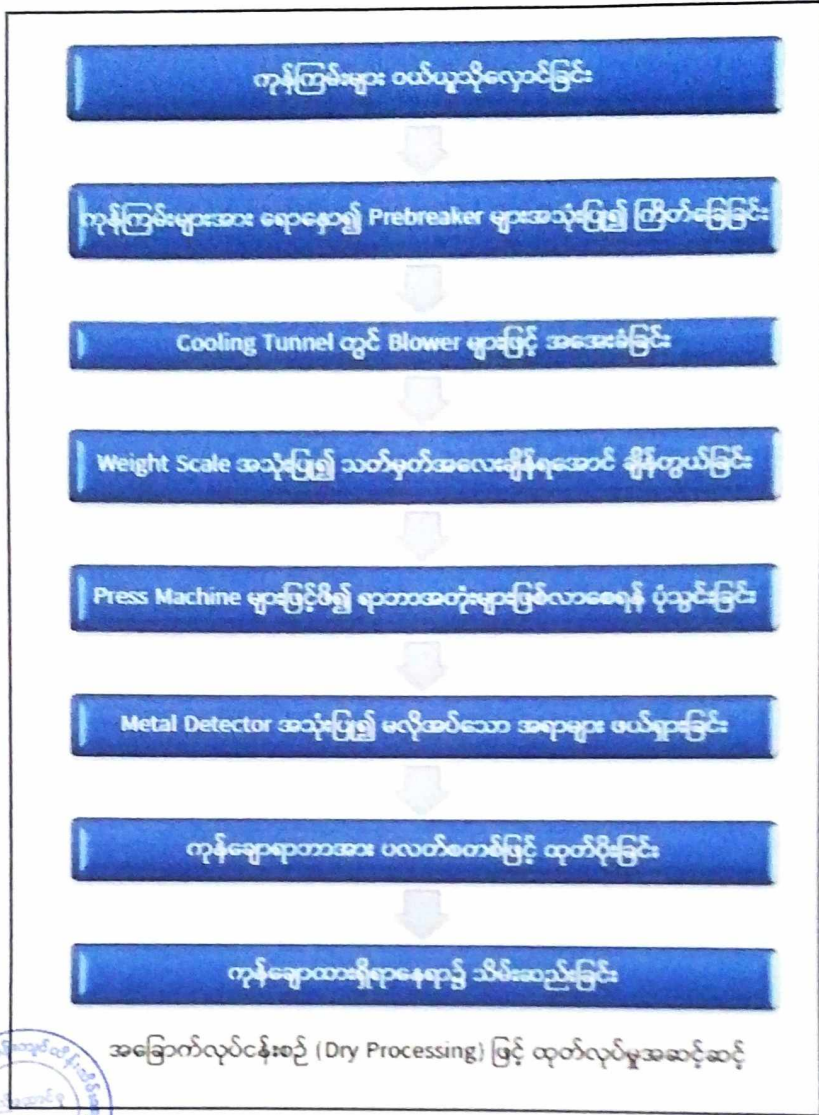 ကုန်ကြမ်းများ ဝယ်ယူသိုလှောင်ခြင်း
ကုန်ကြမ်းများအား ရောနှော၍ Prebreaker များအသုံးပြု၍ ကြိတ်ခြေခြင်း
Cooling Tunnel တွင် Blower များဖြင့် အအေးခံခြင်း
Weight Scale အသုံးပြု၍ သတ်မှတ်အလေးချိန်ရအောင် ချိန်တွယ်ခြင်း
Press Machine များဖြင့်ဖိ၍ ရာဘာအတုံးများဖြစ်လာစေရန် ပုံသွင်းခြင်း
Metal Detector အသုံးပြု၍ မလိုအပ်သော အရာများ ဖယ်ရှားခြင်း
ကုန်ချောရာဘာအား ပလတ်စတစ်ဖြင့် ထုတ်ပိုးခြင်း
ကုန်ချောထားရှိရာနေရာ၌ သိမ်းဆည်းခြင်း
အခြောက်လုပ်ငန်းစဉ် (Dry Processing) ဖြင့် ထုတ်လုပ်မှုအဆင့်ဆင့်